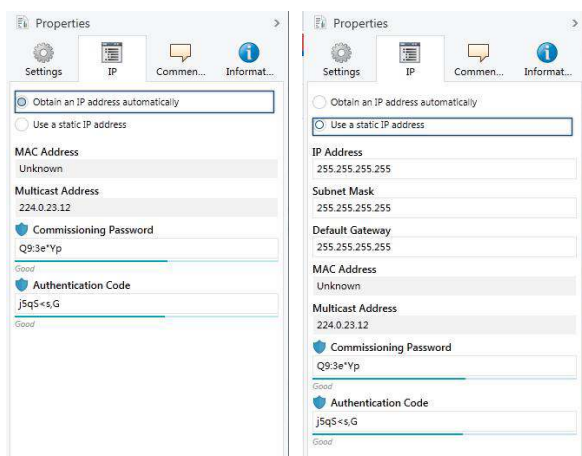 Properties
Settings IP Commen... Informat...
Obtain an IP address automatically
Use a static IP address
MAC Address
Unknown
Multicast Address
224.0.23.12
Commissioning Password
Q9:3e*Yp
Good
Authentication Code
j5qS<s,G
Good
Properties
Settings IP Commen... Informat...
Obtain an IP address automatically
Use a static IP address
IP Address
255.255.255.255
Subnet Mask
255.255.255.255
Default Gateway
255.255.255.255
MAC Address
Unknown
Multicast Address
224.0.23.12
Commissioning Password
Q9:3e*Yp
Good
Authentication Code
j5qS<s,G
Good